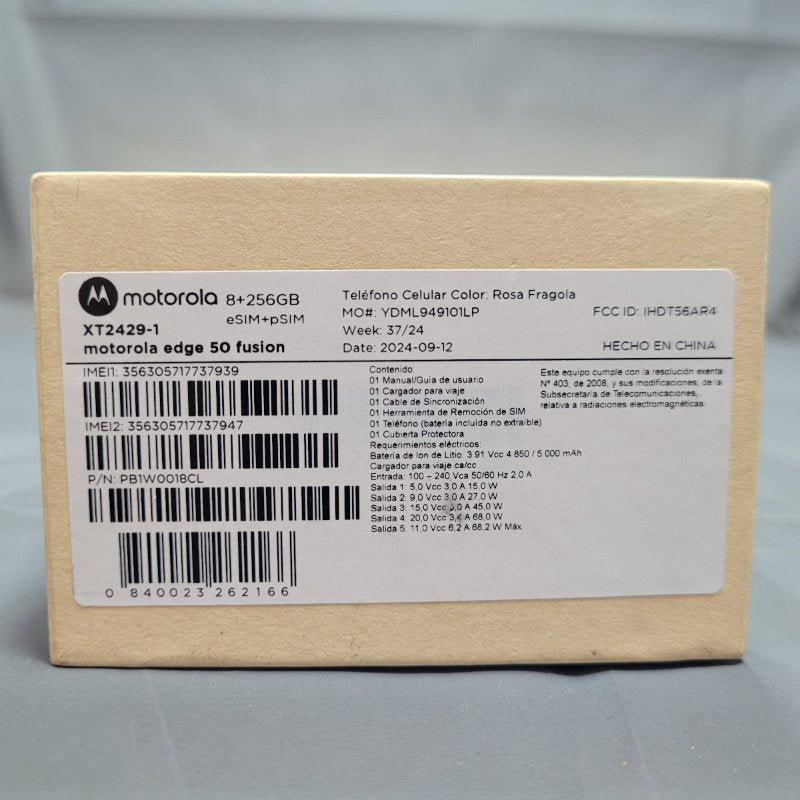 motorola 8+256GB
eSIM+pSIM
XT2429-1
motorola edge 50 fusion
Teléfono Celular Color: Rosa Fragola
MO#: YDML949101LP
Week: 37/24
Date: 2024-09-12
FCC ID: IHDT56AR4
HECHO EN CHINA
IMEI1: 356305717737939
IMEI2: 356305717737947
P/N: PB1W0018CL
0 840023 262166
Contenido:
01 Manual/Guía de usuario
01 Cargador para viaje
01 Cable de Sincronización
01 Herramienta de Remoción de SIM
01 Teléfono (batería incluida no extraible)
01 Cubierta Protectora
Requerimientos eléctricos:
Batería de Ion de Litio: 3.91 Vcc 4 850 / 5 000 mAh
Cargador para viaje ca/cc
Entrada: 100 – 240 Vca 50/60 Hz 2.0 A
Salida 1: 5,0 Vcc 3,0 A 15,0 W
Salida 2: 9,0 Vcc 3,0 A 27,0 W
Salida 3: 15,0 Vcc 3,0 A 45,0 W
Salida 4: 20,0 Vcc 3,4 A 68,0 W
Salida 5: 11,0 Vcc 6,2 A 68,2 W Máx.
Este equipo cumple con la resolución exenta
N° 403, de 2008, y sus modificaciones, de la
Subsecretaria de Telecomunicaciones,
relativa a radiaciones electromagnéticas.